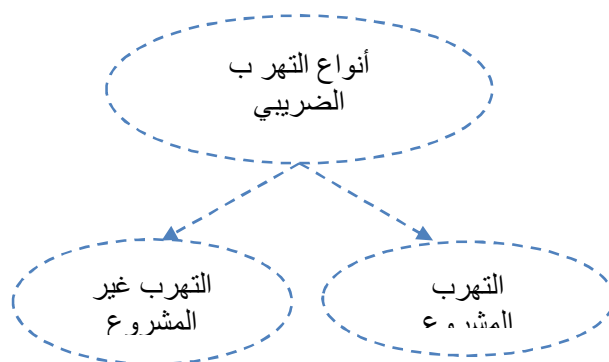 أنواع التهر ب
الضريبي
التهرب
المشروع
التهرب غير
المشروع